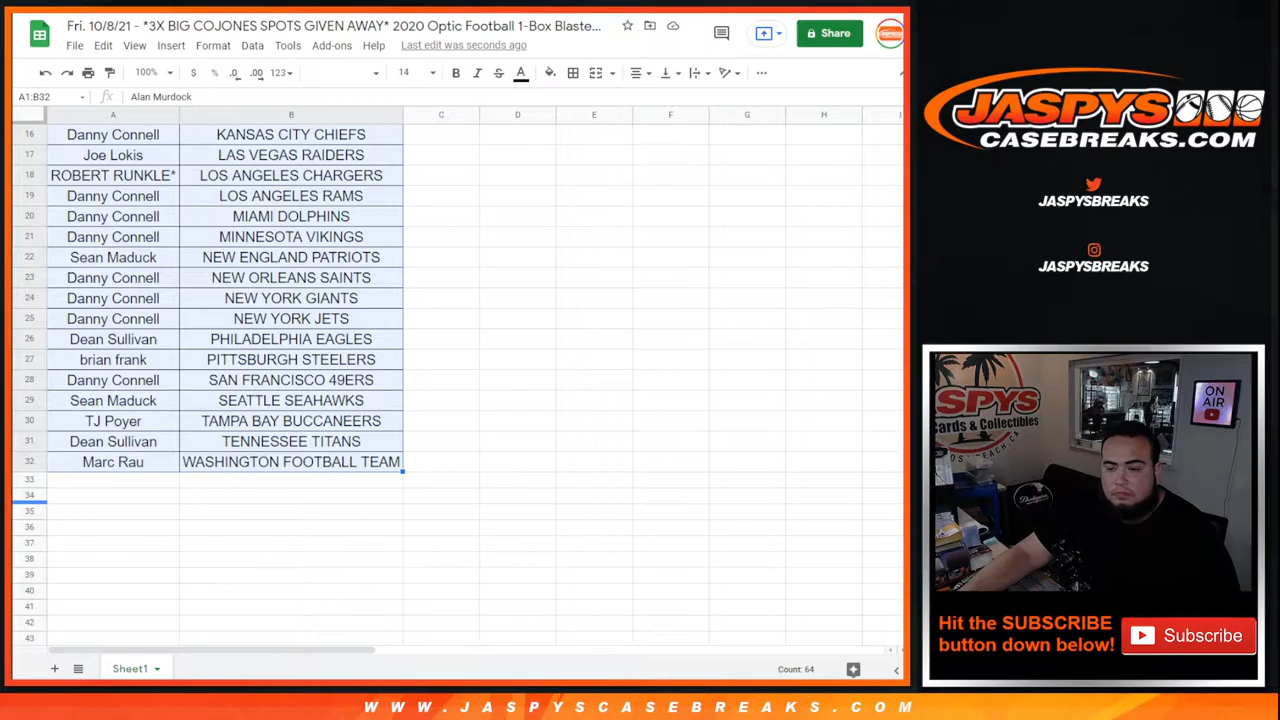 Fri. 10/8/21 - *3X BIG COJONES SPOTS GIVEN AWAY* 2020 Optic Football 1-Box Blaste...
File Edit View Insert Format Data Tools Add-ons Help Last edit was seconds ago
Share
100% $ % .0 .00 123 14 B I S A
A1:B32 fx Alan Murdock
A B C D E F G H I
16 Danny Connell KANSAS CITY CHIEFS
17 Joe Lokis LAS VEGAS RAIDERS
18 ROBERT RUNKLE* LOS ANGELES CHARGERS
19 Danny Connell LOS ANGELES RAMS
20 Danny Connell MIAMI DOLPHINS
21 Danny Connell MINNESOTA VIKINGS
22 Sean Maduck NEW ENGLAND PATRIOTS
23 Danny Connell NEW ORLEANS SAINTS
24 Danny Connell NEW YORK GIANTS
25 Danny Connell NEW YORK JETS
26 Dean Sullivan PHILADELPHIA EAGLES
27 brian frank PITTSBURGH STEELERS
28 Danny Connell SAN FRANCISCO 49ERS
29 Sean Maduck SEATTLE SEAHAWKS
30 TJ Poyer TAMPA BAY BUCCANEERS
31 Dean Sullivan TENNESSEE TITANS
32 Marc Rau WASHINGTON FOOTBALL TEAM
33
34
35
36
37
38
39
40
41
42
43
Sheet1
Count: 64
JASPYS
CASEBREAKS.COM
JASPYSBREAKS
JASPYSBREAKS
ASPYS
ards & Collectibles
ON
AIR
Dodgers
Hit the SUBSCRIBE
button down below!
Subscribe
WWW.JASPYSCASEBREAKS.COM